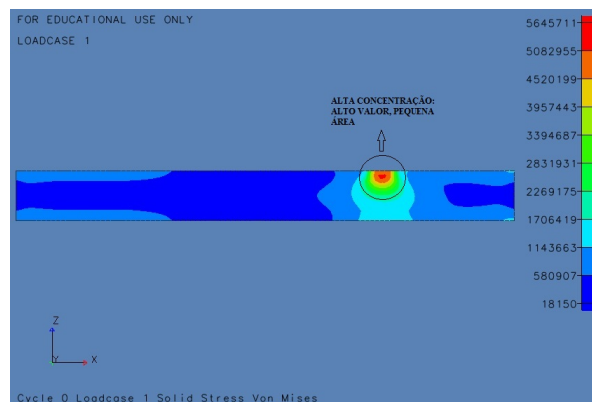 FOR EDUCATIONAL USE ONLY
LOADCASE 1
ALTA CONCENTRAÇÃO:
ALTO VALOR, PEQUENA
ÁREA
5645711
5082955
4520199
3957443
3394687
2831931
2269175
1706419
1143663
580907
18150
Z
Y X
Cycle 0 Loadcase 1 Solid Stress Von Mises